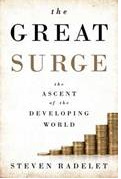 the
GREAT
SURGE
the
ASCENT
of the
DEVELOPING
WORLD
STEVEN RADELET